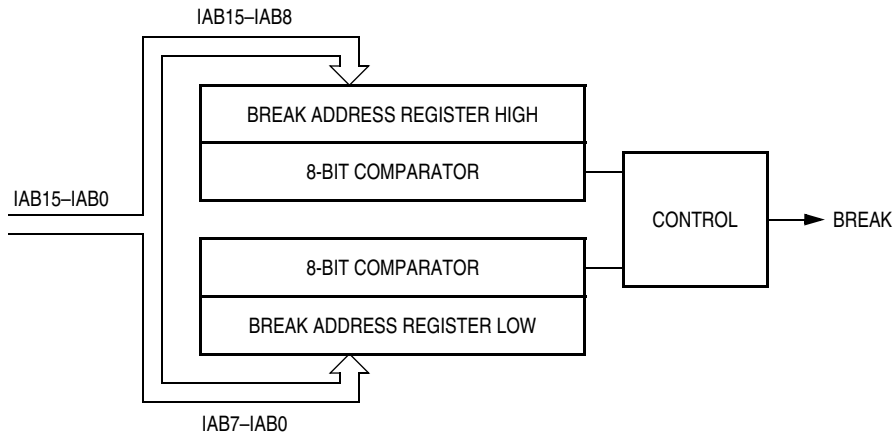 IAB15–IAB8
BREAK ADDRESS REGISTER HIGH
8-BIT COMPARATOR
IAB15–IAB0
CONTROL
BREAK
8-BIT COMPARATOR
BREAK ADDRESS REGISTER LOW
IAB7–IAB0